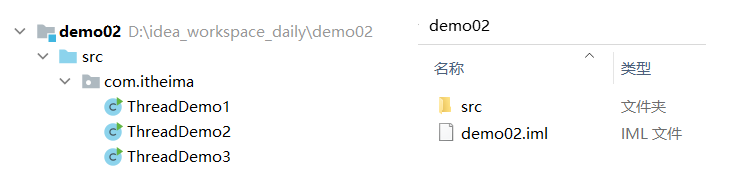 demo02 D:\idea_workspace_daily\demo02
src
com.itheima
ThreadDemo1
ThreadDemo2
ThreadDemo3
demo02
名称 类型
src 文件夹
demo02.iml IML 文件